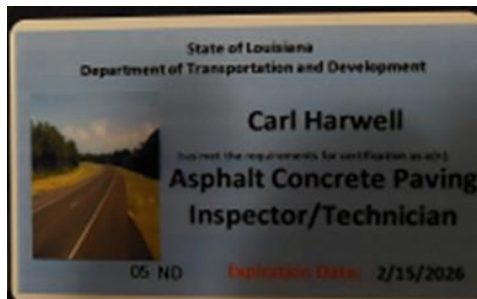 State of Louisiana
Department of Transportation and Development
Carl Harwell
has met the requirements for certification as a(n):
Asphalt Concrete Paving
Inspector/Technician
05 ND Expiration Date: 2/15/2026